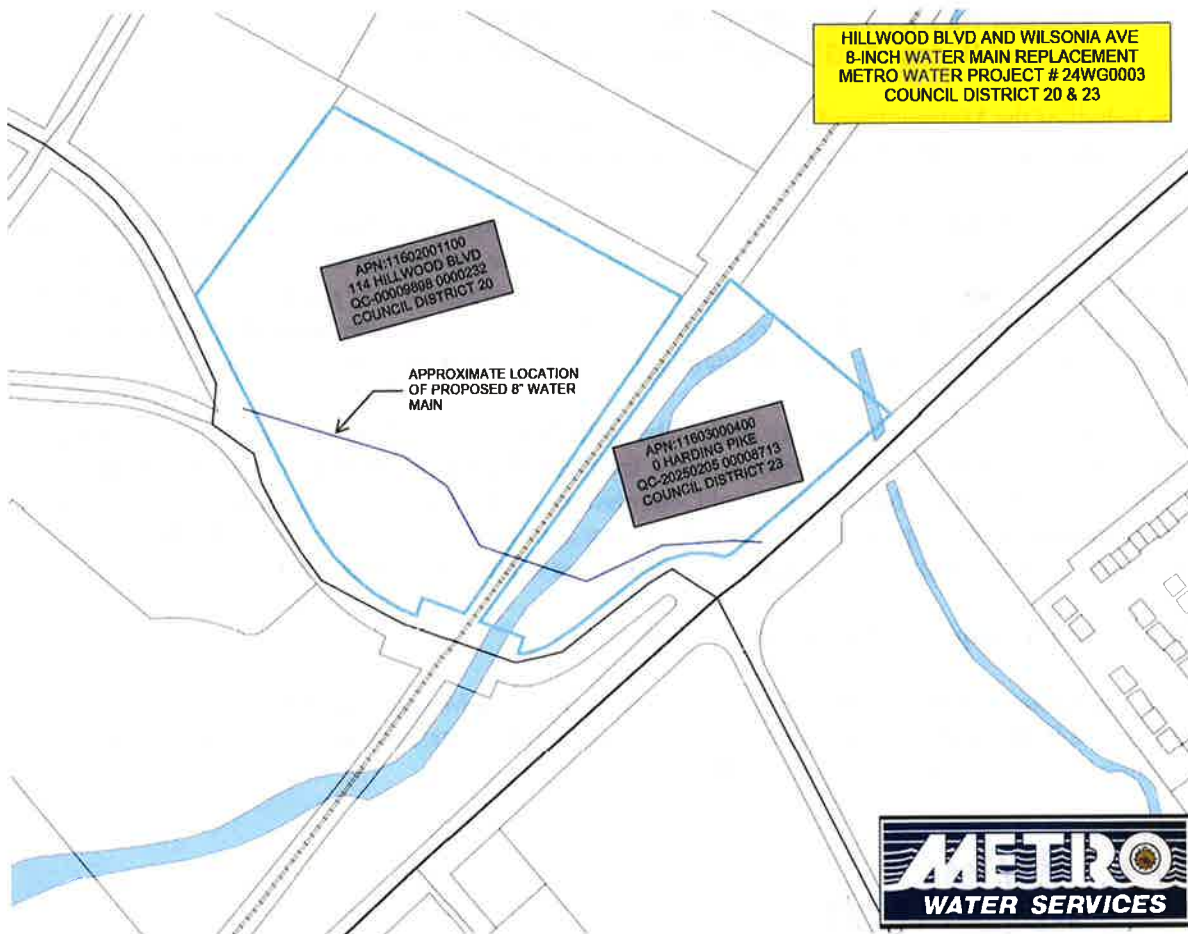 HILLWOOD BLVD AND WILSONIA AVE
8-INCH WATER MAIN REPLACEMENT
METRO WATER PROJECT # 24WG0003
COUNCIL DISTRICT 20 & 23
APN:11602001100
114 HILLWOOD BLVD
QC-00009898 0000232
COUNCIL DISTRICT 20
APPROXIMATE LOCATION
OF PROPOSED 8" WATER
MAIN
APN:11603000400
0 HARDING PIKE
QC-20250205 00008713
COUNCIL DISTRICT 23
METRO
WATER SERVICES